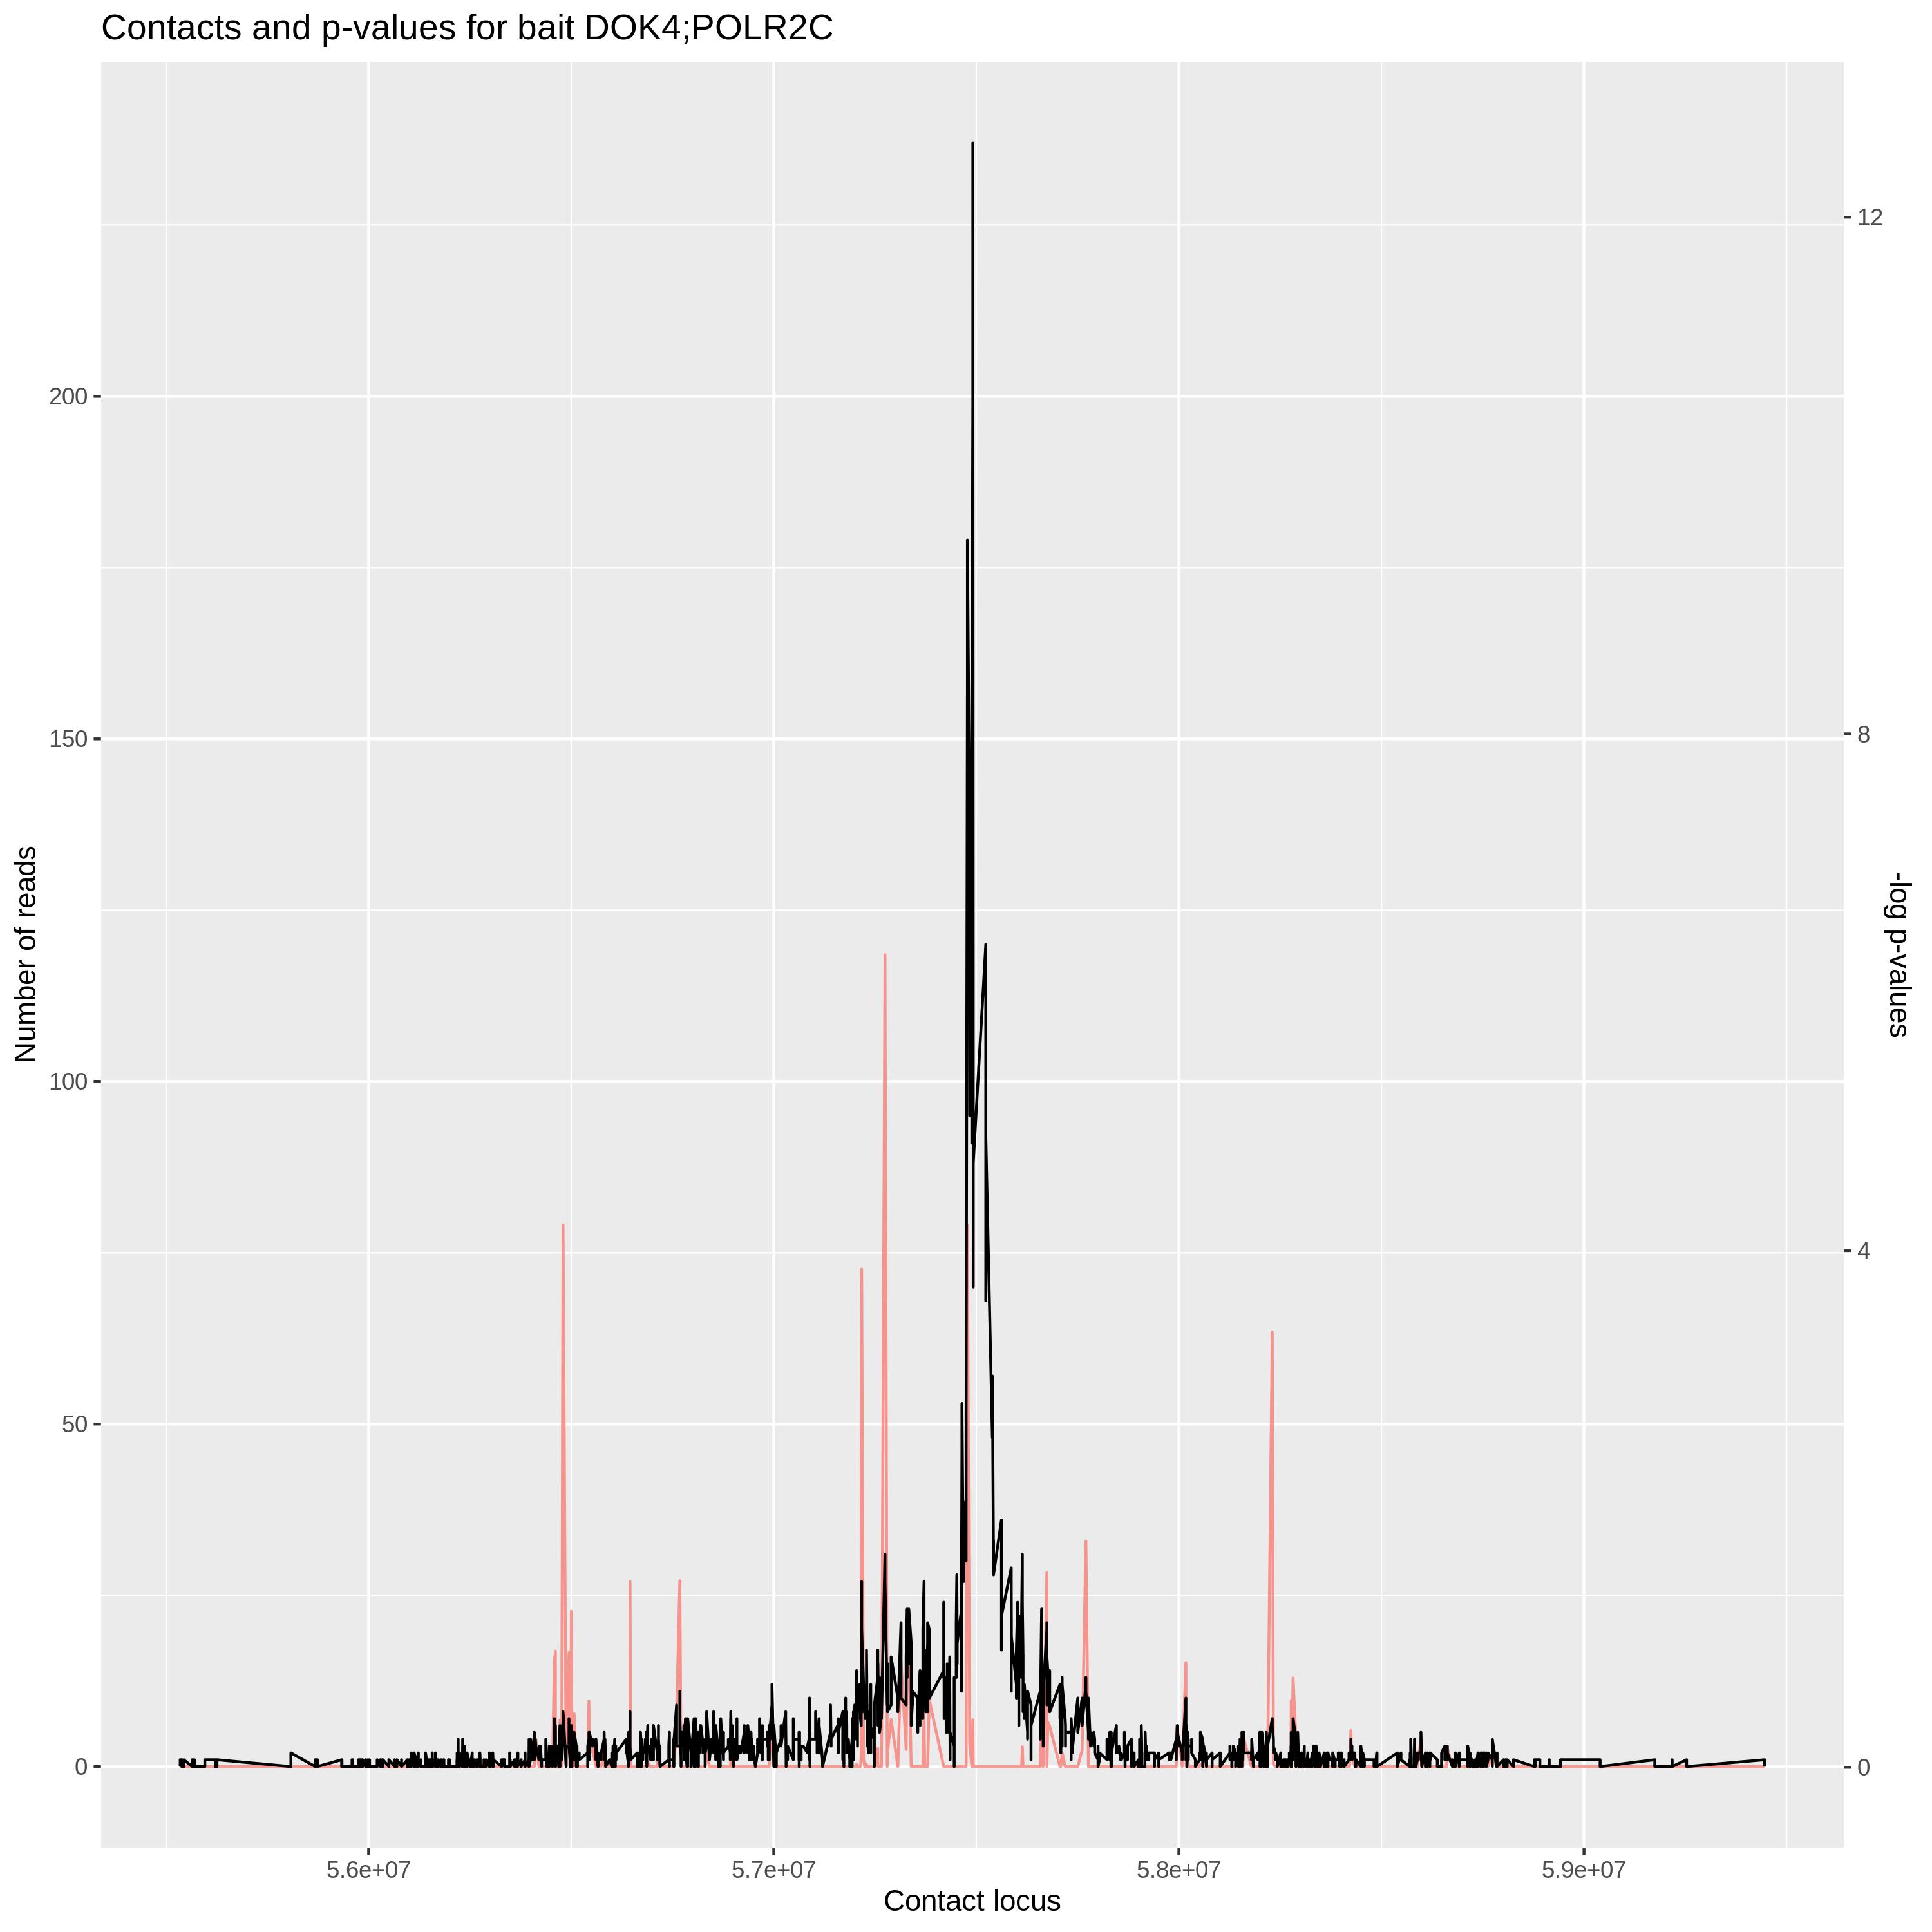 Contacts and p-values for bait DOK4;POLR2C
Number of reads
200
150
100
50
0
12
8
4
0
-log p-values
5.6e+07
5.7e+07
5.8e+07
5.9e+07
Contact locus